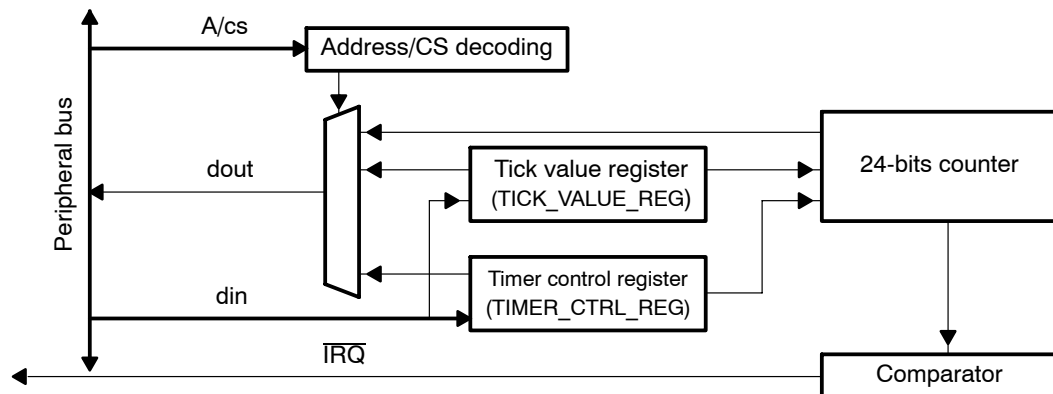 A/cs
Address/CS decoding
Peripheral bus
dout
Tick value register
(TICK_VALUE_REG)
24-bits counter
Timer control register
(TIMER_CTRL_REG)
din
IRQ
Comparator